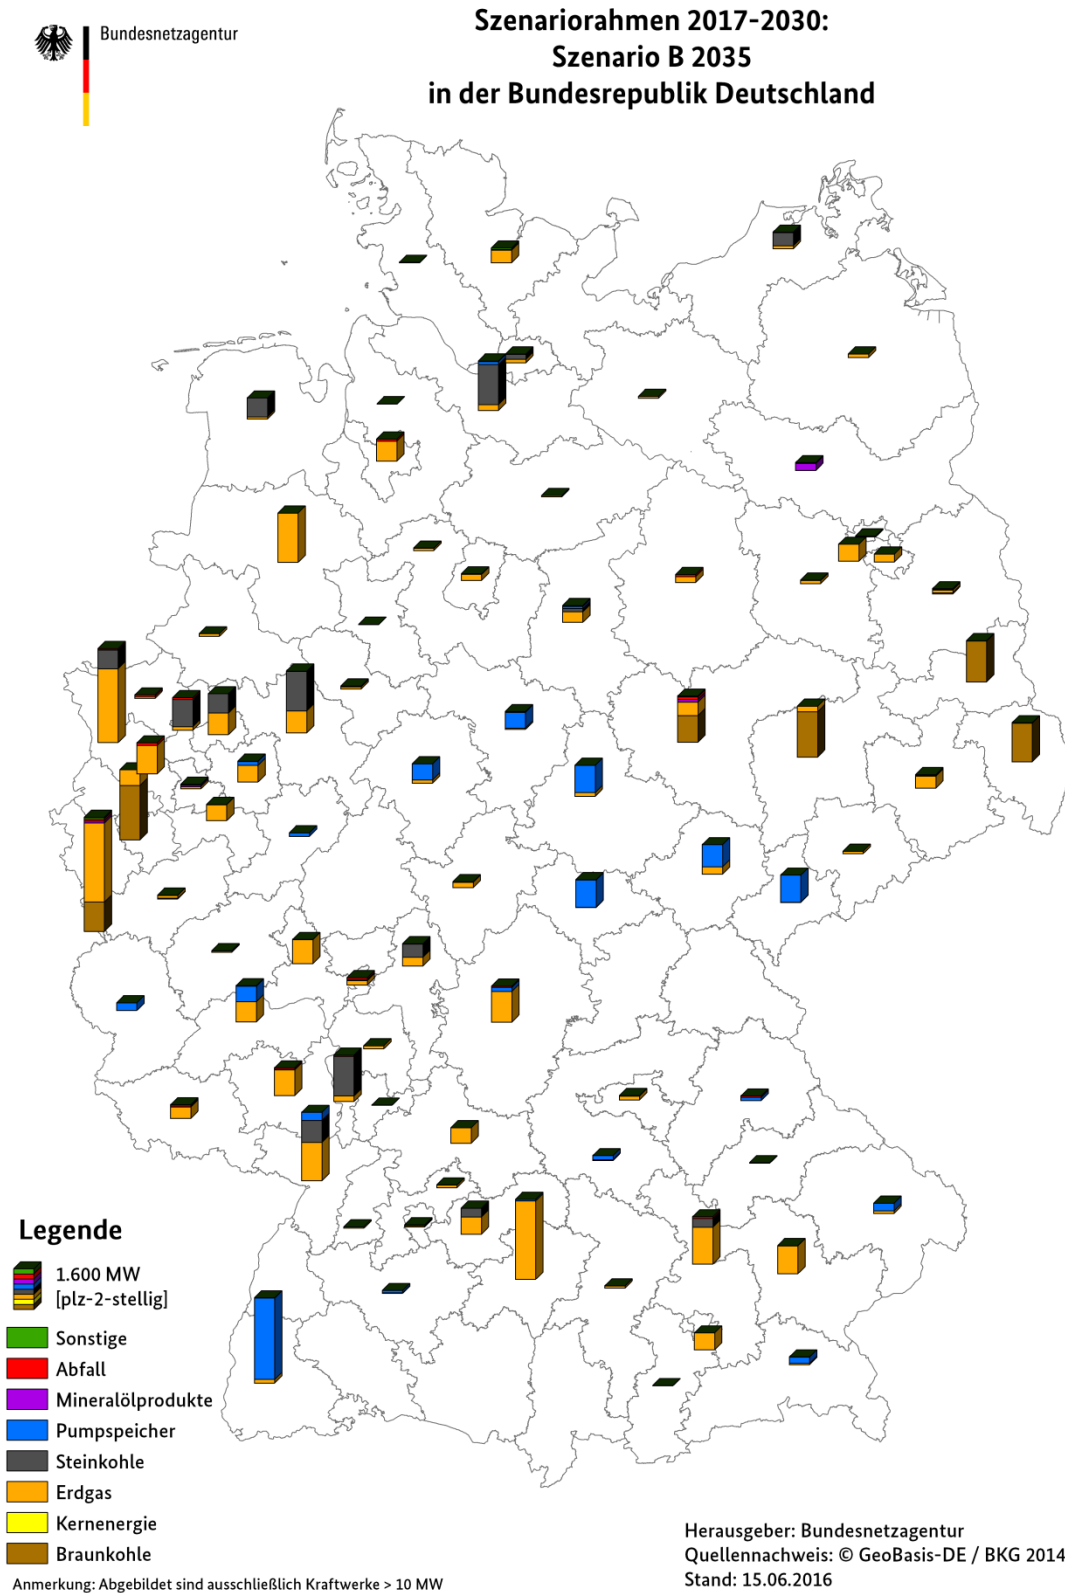 Bundesnetzagentur
Szenariorahmen 2017-2030:
Szenario B 2035
in der Bundesrepublik Deutschland
Legende
1.600 MW
[plz-2-stellig]
Sonstige
Abfall
Mineralölprodukte
Pumpspeicher
Steinkohle
Erdgas
Kernenergie
Braunkohle
Anmerkung: Abgebildet sind ausschließlich Kraftwerke > 10 MW
Herausgeber: Bundesnetzagentur
Quellennachweis: © GeoBasis-DE / BKG 2014
Stand: 15.06.2016